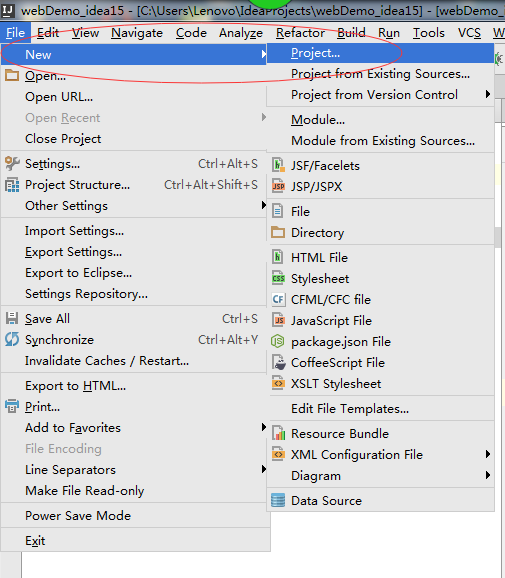 IJ webDemo_idea15 - [C:\Users\Lenovo\IdeaProjects\webDemo_idea15] - [webDemo_
File Edit View Navigate Code Analyze Refactor Build Run Tools VCS W
New
Open...
Open URL...
Open Recent
Close Project
Settings... Ctrl+Alt+S
Project Structure... Ctrl+Alt+Shift+S
Other Settings
Import Settings...
Export Settings...
Export to Eclipse...
Settings Repository...
Save All Ctrl+S
Synchronize Ctrl+Alt+Y
Invalidate Caches / Restart...
Export to HTML...
Print...
Add to Favorites
File Encoding
Line Separators
Make File Read-only
Power Save Mode
Exit
Project...
Project from Existing Sources...
Project from Version Control
Module...
Module from Existing Sources...
JSF/Facelets
JSP JSP/JSPX
File
Directory
HTML File
Stylesheet
CF CFML/CFC file
JS JavaScript File
package.json File
CoffeeScript File
XSLT Stylesheet
Edit File Templates...
Resource Bundle
XML Configuration File
Diagram
Data Source